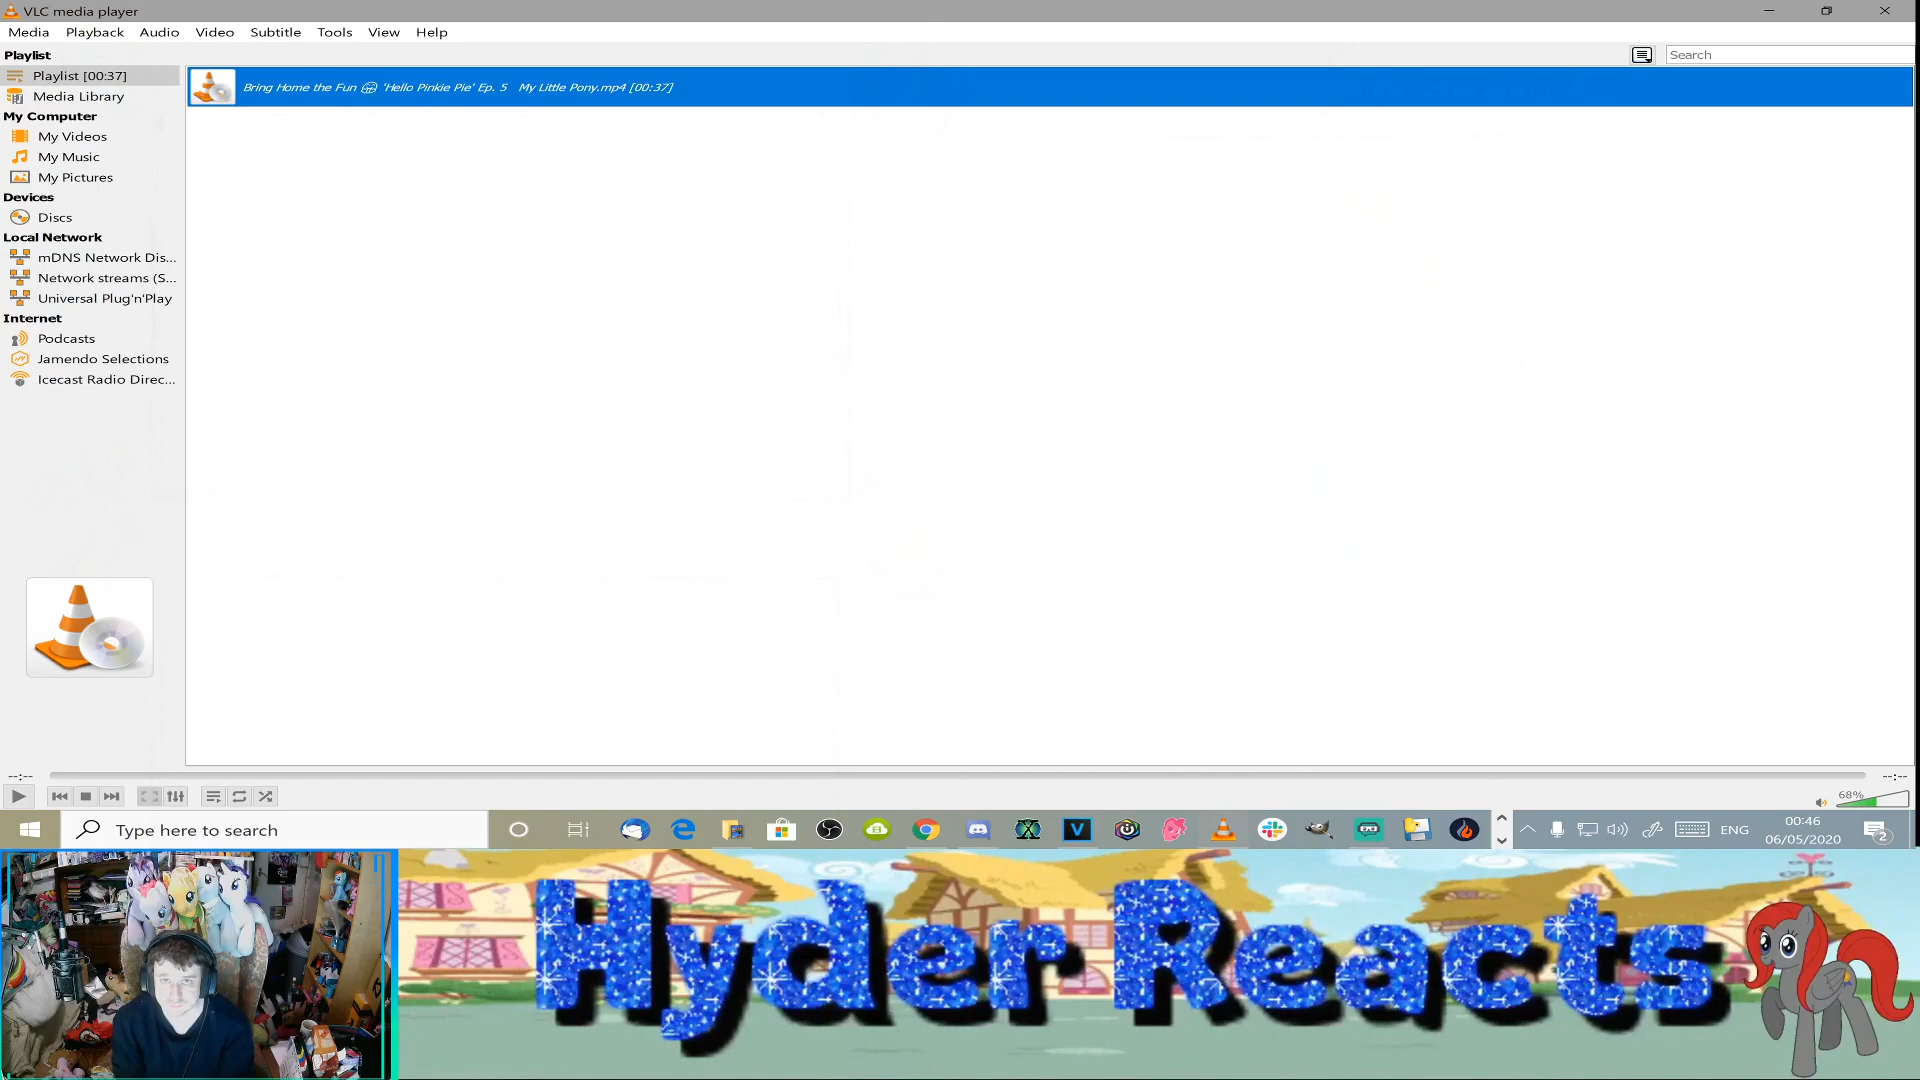 VLC media player
Media Playback Audio Video Subtitle Tools View Help
Playlist
Search
Playlist [00:37]
Bring Home the Fun 'Hello Pinkie Pie' Ep. 5 My Little Pony.mp4 [00:37]
Media Library
My Computer
My Videos
My Music
My Pictures
Devices
Discs
Local Network
mDNS Network Dis...
Network streams (S...
Universal Plug'n'Play
Internet
Podcasts
Jamendo Selections
Icecast Radio Direc...
--:--
--:--
68%
Type here to search
ENG
00:46
06/05/2020
2
Hyder Reacts